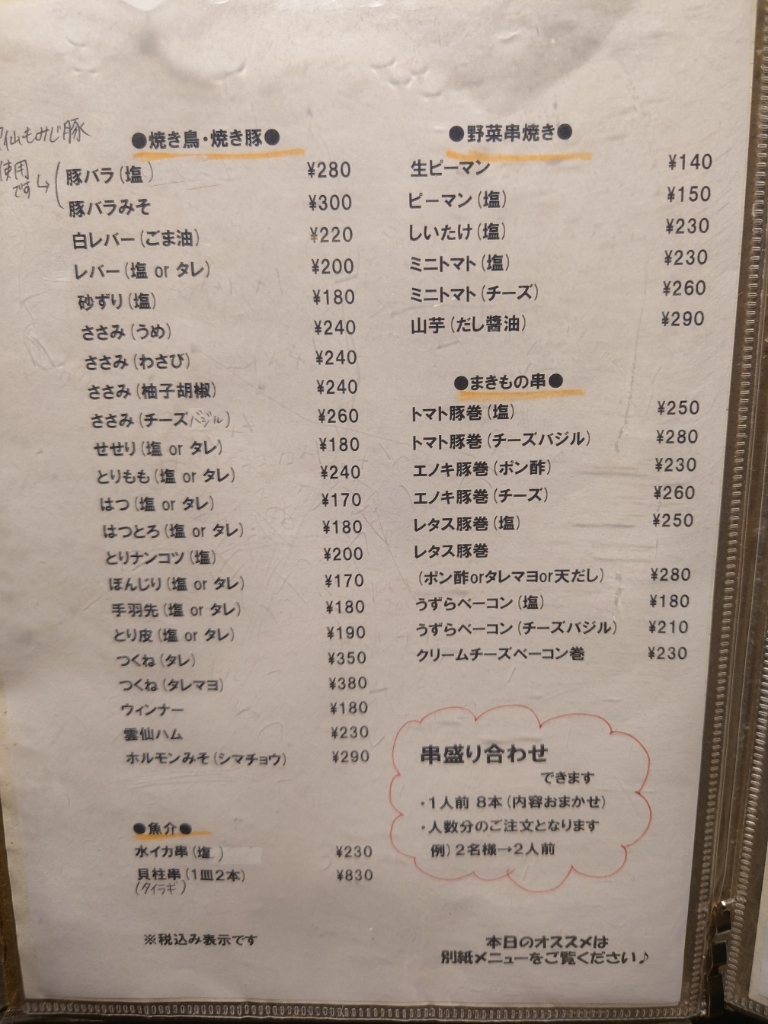 仙もみじ豚
使用
です
●焼き鳥・焼き豚●
豚バラ(塩) ¥280
豚バラみそ ¥300
白レバー(ごま油) ¥220
レバー(塩 or タレ) ¥200
砂ずり(塩) ¥180
ささみ(うめ) ¥240
ささみ(わさび) ¥240
ささみ(柚子胡椒) ¥240
ささみ(チーズバジル) ¥260
せせり(塩 or タレ) ¥180
とりもも(塩 or タレ) ¥240
はつ(塩 or タレ) ¥170
はつとろ(塩 or タレ) ¥180
とりナンコツ(塩) ¥200
ぼんじり(塩 or タレ) ¥170
手羽先(塩 or タレ) ¥180
とり皮(塩 or タレ) ¥190
つくね(タレ) ¥350
つくね(タレマヨ) ¥380
ウィンナー ¥180
雲仙ハム ¥230
ホルモンみそ(シマチョウ) ¥290
●魚介●
水イカ串(塩) ¥230
貝柱串(1皿2本) ¥830
(タイラギ)
※税込み表示です
●野菜串焼き●
生ピーマン ¥140
ピーマン(塩) ¥150
しいたけ(塩) ¥230
ミニトマト(塩) ¥230
ミニトマト(チーズ) ¥260
山芋(だし醬油) ¥290
●まきもの串●
トマト豚巻(塩) ¥250
トマト豚巻(チーズバジル) ¥280
エノキ豚巻(ポン酢) ¥230
エノキ豚巻(チーズ) ¥260
レタス豚巻(塩) ¥250
レタス豚巻
(ポン酢orタレマヨor天だし) ¥280
うずらベーコン(塩) ¥180
うずらベーコン(チーズバジル) ¥210
クリームチーズベーコン巻 ¥230
串盛り合わせ
できます
・1人前 8本(内容おまかせ)
・人数分のご注文となります
例)2名様→2人前
本日のオススメは
別紙メニューをご覧ください♪